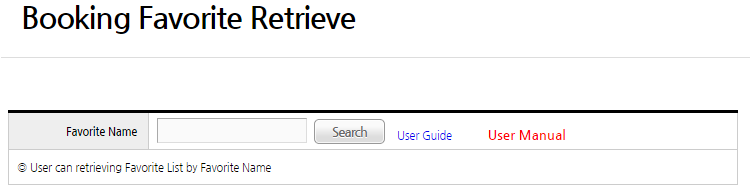 Booking Favorite Retrieve
Favorite Name Search User Guide User Manual
© User can retrieving Favorite List by Favorite Name